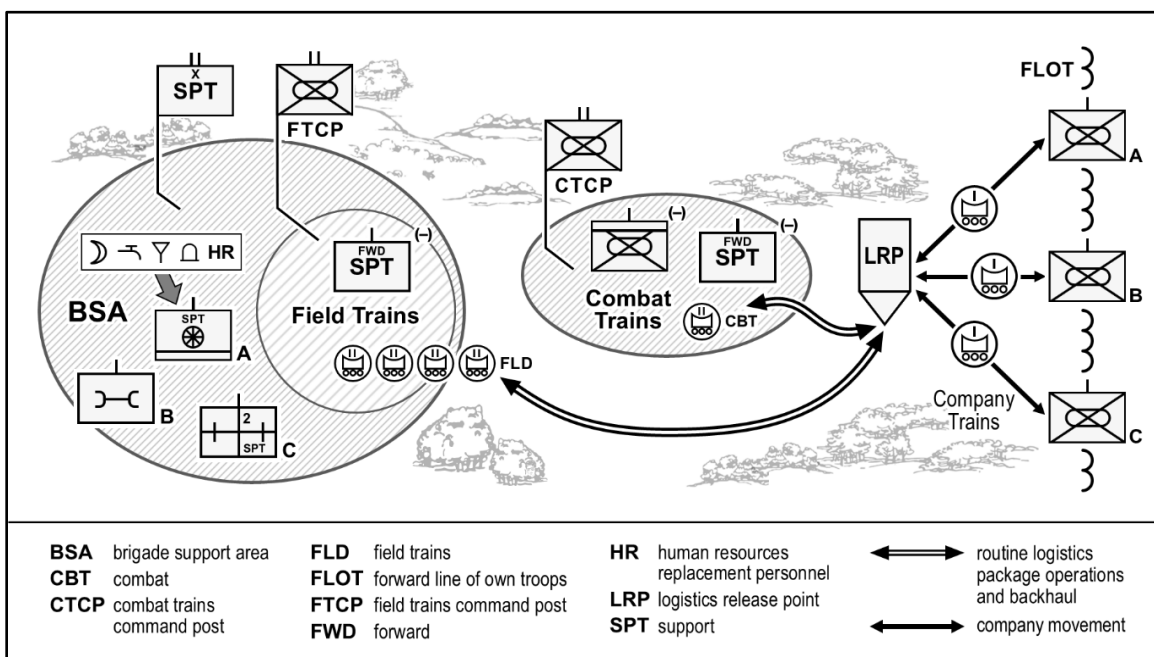 X
SPT
FTCP
CTCP
FLOT
A
B
C
HR
BSA
SPT
A
B
2
SPT
C
FWD
SPT
(–)
Field Trains
FLD
(–)
FWD
SPT
(–)
Combat
Trains
CBT
LRP
Company
Trains
BSA brigade support area
CBT combat
CTCP combat trains
command post
FLD field trains
FLOT forward line of own troops
FTCP field trains command post
FWD forward
HR human resources
replacement personnel
LRP logistics release point
SPT support
routine logistics
package operations
and backhaul
company movement